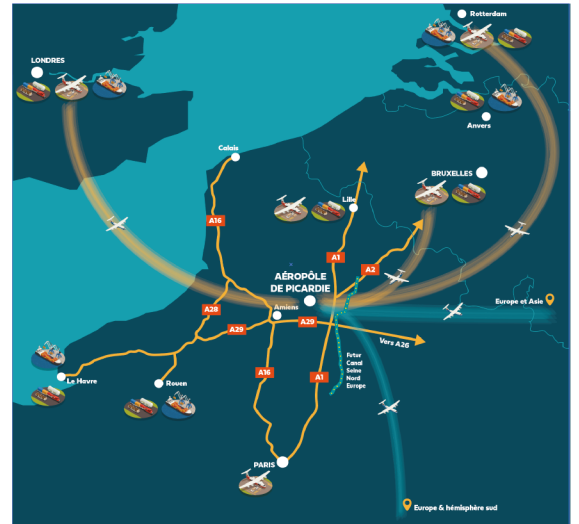 Rotterdam
LONDRES
Anvers
Calais
BRUXELLES
Lille
A16
A1
A2
AÉROPÔLE
DE PICARDIE
Europe et Asie
A28
Amiens
A29
A29
Vers A26
Futur
Canal
Seine
Nord
Europe
A16
A1
Le Havre
Rouen
PARIS
Europe & hémisphère sud